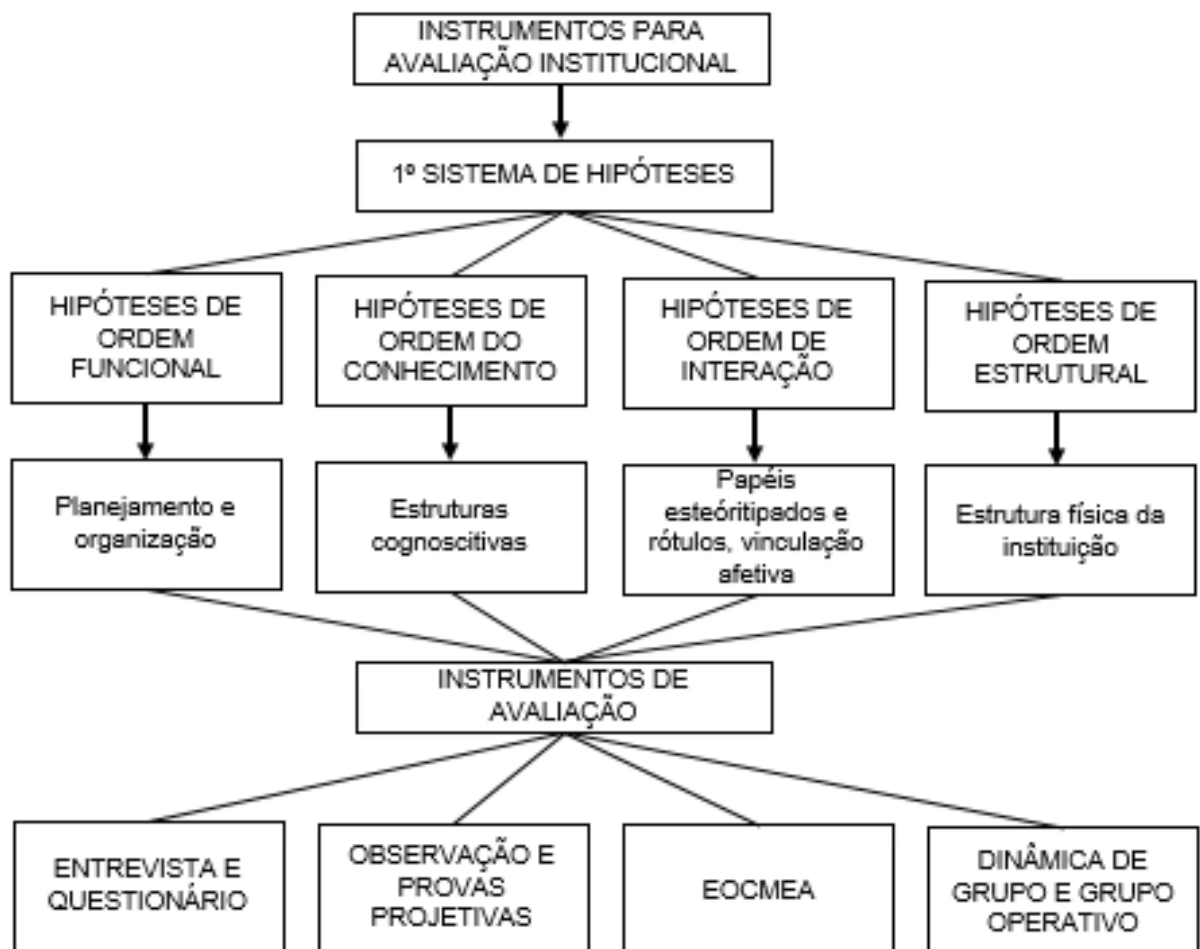 INSTRUMENTOS PARA
AVALIAÇÃO INSTITUCIONAL
1º SISTEMA DE HIPÓTESES
HIPÓTESES DE
ORDEM
FUNCIONAL
HIPÓTESES DE
ORDEM DO
CONHECIMENTO
HIPÓTESES DE
ORDEM DE
INTERAÇÃO
HIPÓTESES DE
ORDEM
ESTRUTURAL
Planejamento e
organização
Estruturas
cognoscitivas
Papéis
esteóritipados e
rótulos, vinculação
afetiva
Estrutura física da
instituição
INSTRUMENTOS DE
AVALIAÇÃO
ENTREVISTA E
QUESTIONÁRIO
OBSERVAÇÃO E
PROVAS
PROJETIVAS
EOCMEA
DINÂMICA DE
GRUPO E GRUPO
OPERATIVO